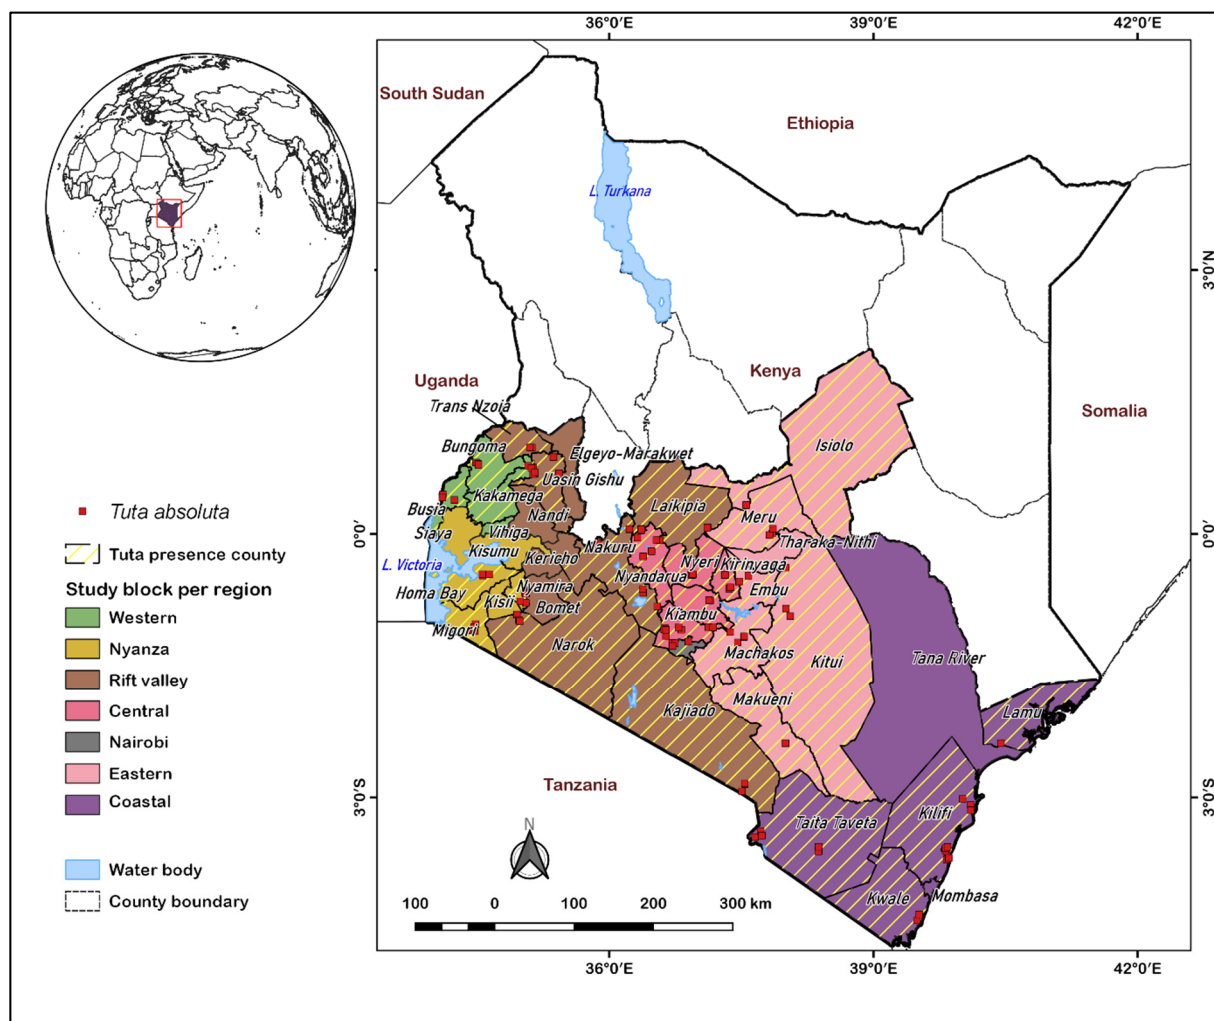 36°0'E
39°0'E
42°0'E
South Sudan
Ethiopia
L. Turkana
3°0'N
Kenya
Uganda
Somalia
Trans Nzoia
Isiolo
Bungoma
Elgeyo-Marakwet
Uasin Gishu
Kakamega
Laikipia
Busia
Nandi
Meru
Siaya
Vihiga
Tharaka-Nithi
0°0'
0°0'
Kisumu
Kericho
Nakuru
Nyeri
Kirinyaga
L. Victoria
Nyandarua
Homa Bay
Nyamira
Embu
Kisii
Bomet
Kiambu
Migori
Narok
Machakos
Kitui
Tana River
Makueni
Kajiado
Lamu
Tanzania
3°0'S
3°0'S
Taita Taveta
Kilifi
Kwale
Mombasa
N
100 0 100 200 300 km
36°0'E
39°0'E
42°0'E
Tuta absoluta
Tuta presence county
Study block per region
Western
Nyanza
Rift valley
Central
Nairobi
Eastern
Coastal
Water body
County boundary